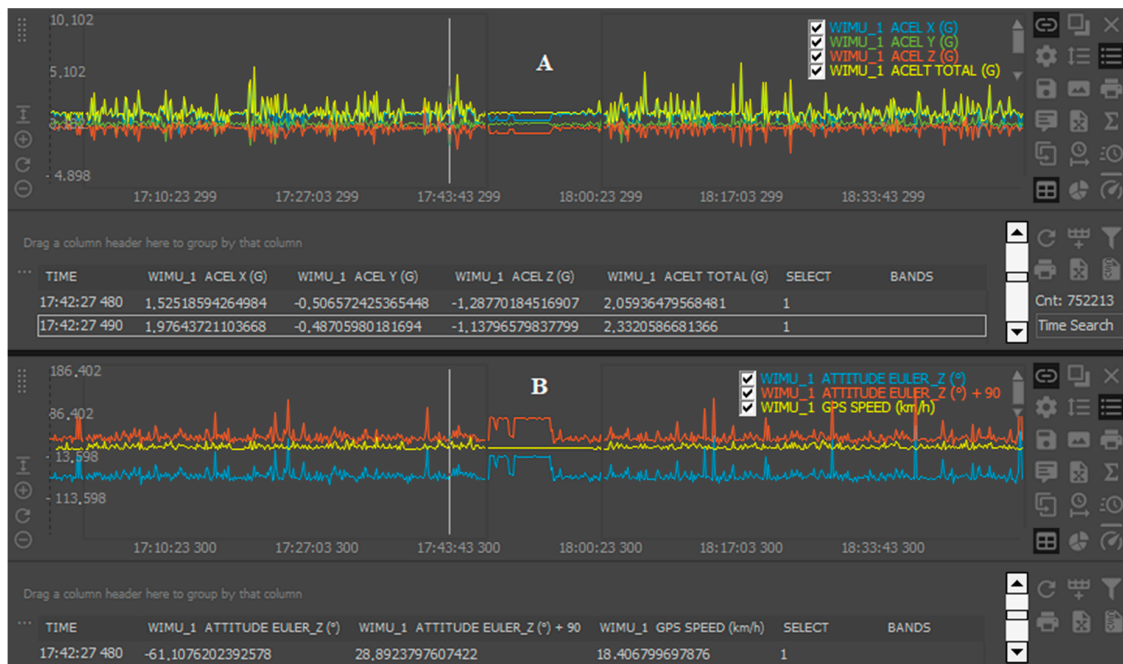 10,102
A
WIMU_1 ACEL X (G)
WIMU_1 ACEL Y (G)
WIMU_1 ACEL Z (G)
WIMU_1 ACELT TOTAL (G)
5,102
-4,898
17:10:23 299 17:27:03 299 17:43:43 299 18:00:23 299 18:17:03 299 18:33:43 299
Drag a column header here to group by that column
TIME WIMU_1 ACEL X (G) WIMU_1 ACEL Y (G) WIMU_1 ACEL Z (G) WIMU_1 ACELT TOTAL (G) SELECT BANDS
17:42:27 480 1,52518594264984 -0,506572425365448 -1,28770184516907 2,05936479568481 1
17:42:27 490 1,97643721103668 -0,48705980181694 -1,13796579837799 2,3320586681366 1
Cnt: 752213
Time Search
186,402
B
WIMU_1 ATTITUDE EULER_Z (°)
WIMU_1 ATTITUDE EULER_Z (°) + 90
WIMU_1 GPS SPEED (km/h)
86,402
-13,598
-113,598
17:10:23 300 17:27:03 300 17:43:43 300 18:00:23 300 18:17:03 300 18:33:43 300
Drag a column header here to group by that column
TIME WIMU_1 ATTITUDE EULER_Z (°) WIMU_1 ATTITUDE EULER_Z (°) + 90 WIMU_1 GPS SPEED (km/h) SELECT BANDS
17:42:27 480 -61,1076202392578 28,8923797607422 18.406799697876 1